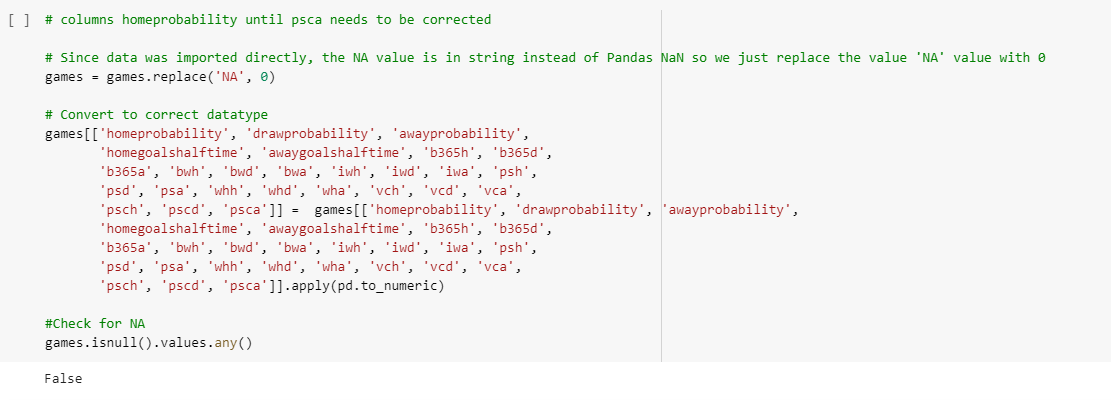 [ ] # columns homeprobability until psca needs to be corrected
# Since data was imported directly, the NA value is in string instead of Pandas NaN so we just replace the value 'NA' value with 0
games = games.replace('NA', 0)
# Convert to correct datatype
games[['homeprobability', 'drawprobability', 'awayprobability',
'homegoalshalftime', 'awaygoalshalftime', 'b365h', 'b365d',
'b365a', 'bwh', 'bwd', 'bwa', 'iwh', 'iwd', 'iwa', 'psh',
'psd', 'psa', 'whh', 'whd', 'wha', 'vch', 'vcd', 'vca',
'psch', 'pscd', 'psca']] =  games[['homeprobability', 'drawprobability', 'awayprobability',
'homegoalshalftime', 'awaygoalshalftime', 'b365h', 'b365d',
'b365a', 'bwh', 'bwd', 'bwa', 'iwh', 'iwd', 'iwa', 'psh',
'psd', 'psa', 'whh', 'whd', 'wha', 'vch', 'vcd', 'vca',
'psch', 'pscd', 'psca']].apply(pd.to_numeric)
#Check for NA
games.isnull().values.any()
False